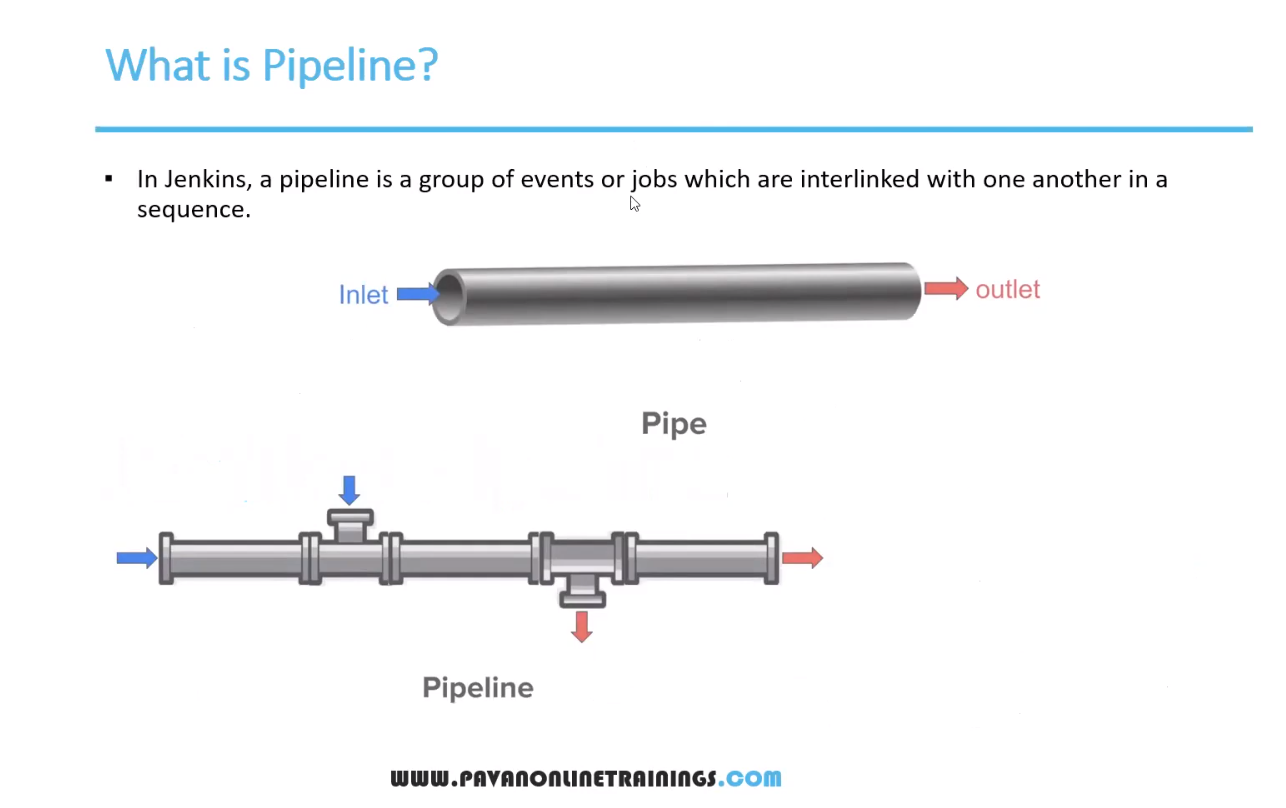 What is Pipeline?
▪ In Jenkins, a pipeline is a group of events or jobs which are interlinked with one another in a
sequence.
Inlet
outlet
Pipe
Pipeline
WWW.PAVANONLINETRAININGS.COM